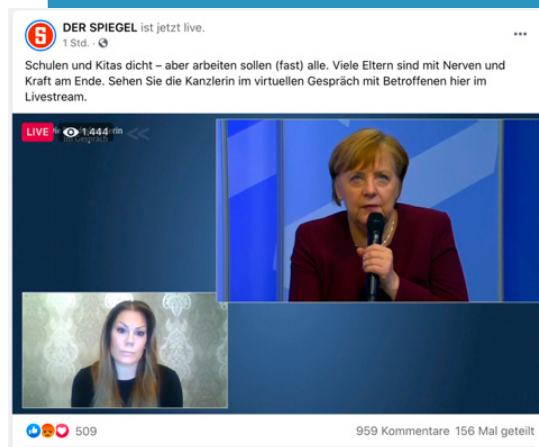 DER SPIEGEL ist jetzt live.
1 Std. ·
Schulen und Kitas dicht – aber arbeiten sollen (fast) alle. Viele Eltern sind mit Nerven und
Kraft am Ende. Sehen Sie die Kanzlerin im virtuellen Gespräch mit Betroffenen hier im
Livestream.
LIVE 1.444
im Gespräch
509
959 Kommentare 156 Mal geteilt